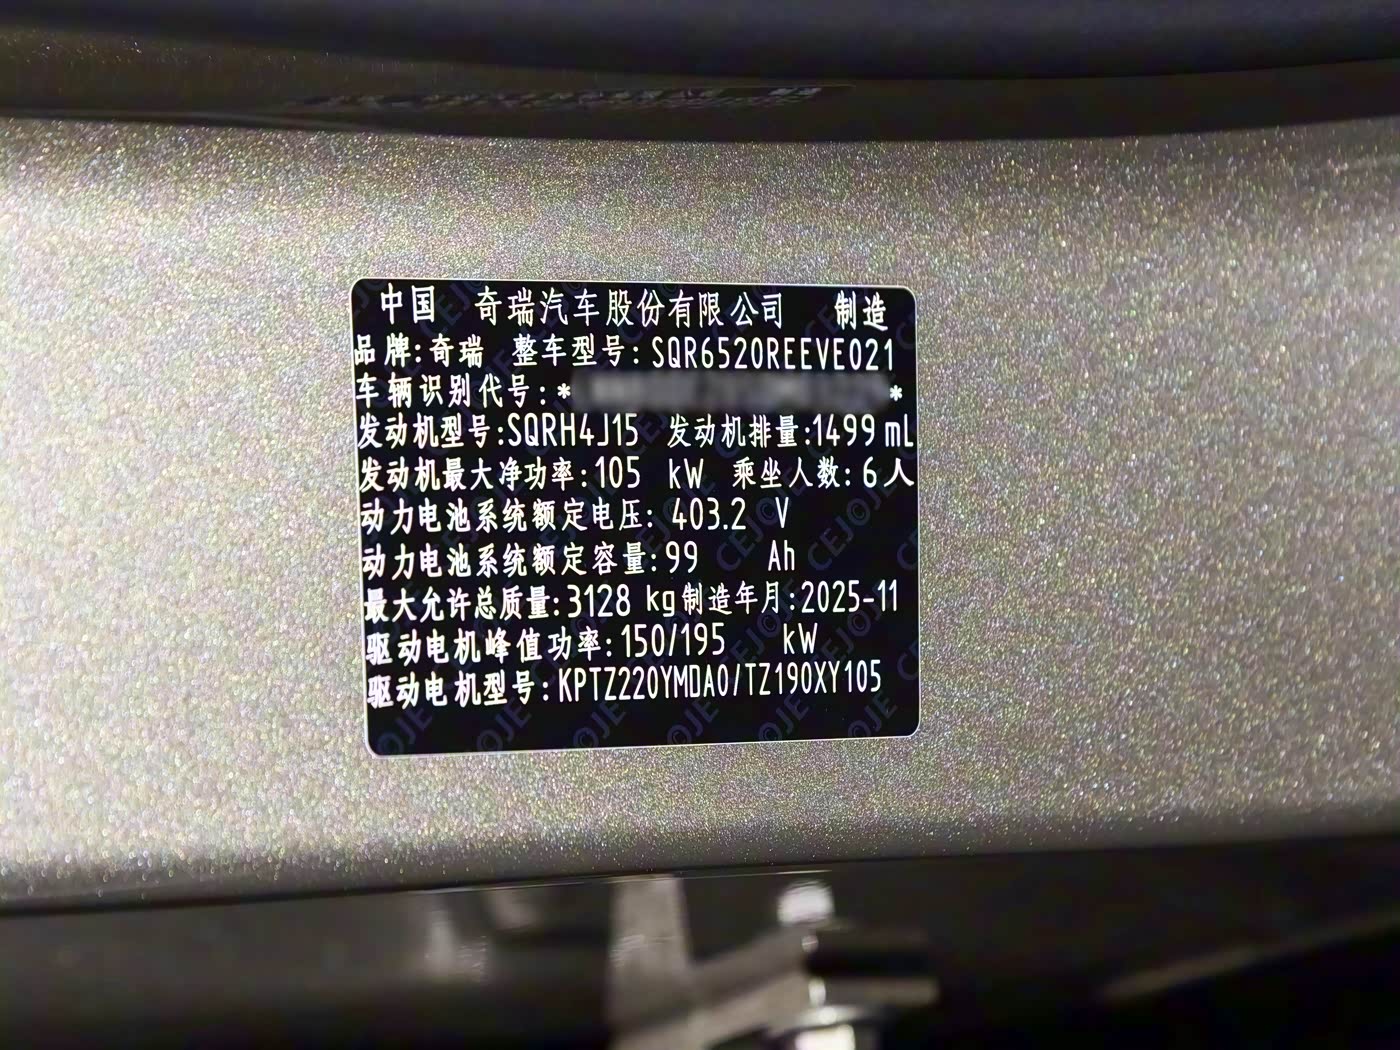 中国 奇瑞汽车股份有限公司 制造
品牌:奇瑞 整车型号:SQR6520REEVE021
车辆识别代号:* *
发动机型号:SQRH4J15 发动机排量:1499 mL
发动机最大净功率:105 kW 乘坐人数:6人
动力电池系统额定电压:403.2 V
动力电池系统额定容量:99 Ah
最大允许总质量:3128 kg制造年月:2025-11
驱动电机峰值功率:150/195 kW
驱动电机型号:KPTZ220YMDA0/TZ190XY105